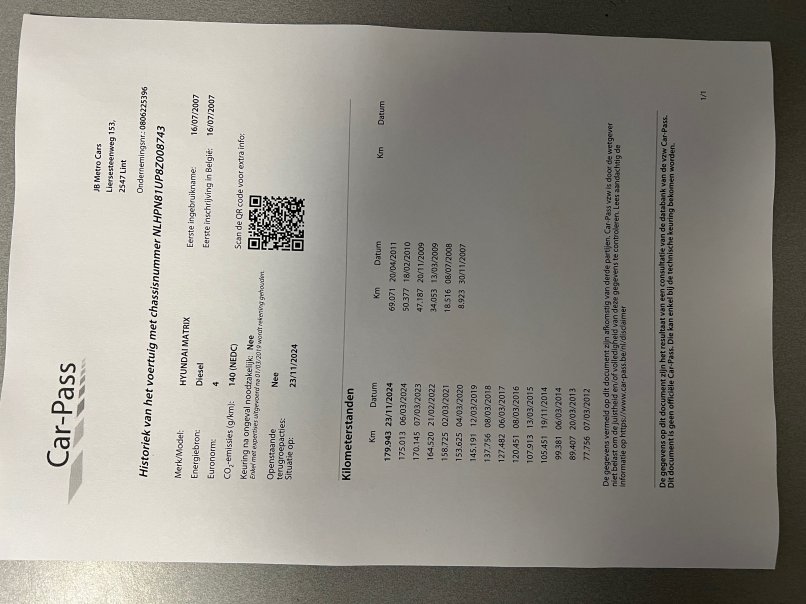 Car-Pass
JB Metro Cars
Liersesteenweg 153,
2547 Lint
Ondernemingsnr.: 0806225396
Historiek van het voertuig met chassisnummer NLHPN81UP8Z008743
Merk/Model: HYUNDAI MATRIX
Energiebron: Diesel
Euronorm: 4
CO2-emissies (g/km): 140 (NEDC)
Keuring na ongeval noodzakelijk: Nee
Enkel met expertises uitgevoerd na 01/03/2019 wordt rekening gehouden.
Openstaande
terugroepacties: Nee
Situatie op: 23/11/2024
Eerste ingebruikname: 16/07/2007
Eerste inschrijving in België: 16/07/2007
Scan de QR code voor extra info:
Kilometerstanden
Km Datum
179.943 23/11/2024
175.013 06/03/2024
170.145 07/03/2023
164.520 21/02/2022
158.725 02/03/2021
153.625 04/03/2020
145.191 12/03/2019
137.756 08/03/2018
127.482 06/03/2017
120.451 08/03/2016
107.913 13/03/2015
105.451 19/11/2014
99.381 06/03/2014
89.407 20/03/2013
77.756 07/03/2012
Km Datum
69.071 20/04/2011
50.377 18/02/2010
47.187 20/11/2009
34.053 13/03/2009
18.516 08/07/2008
8.923 30/11/2007
Km Datum
De gegevens vermeld op dit document zijn afkomstig van derde partijen. Car-Pass vzw is door de wetgever
niet belast om de juistheid en/of volledigheid van deze gegevens te controleren. Lees aandachtig de
informatie op https://www.car-pass.be/nl/disclaimer
De gegevens op dit document zijn het resultaat van een consultatie van de databank van de vzw Car-Pass.
Dit document is geen officiële Car-Pass. Die kan enkel bij de technische keuring bekomen worden.
1/1